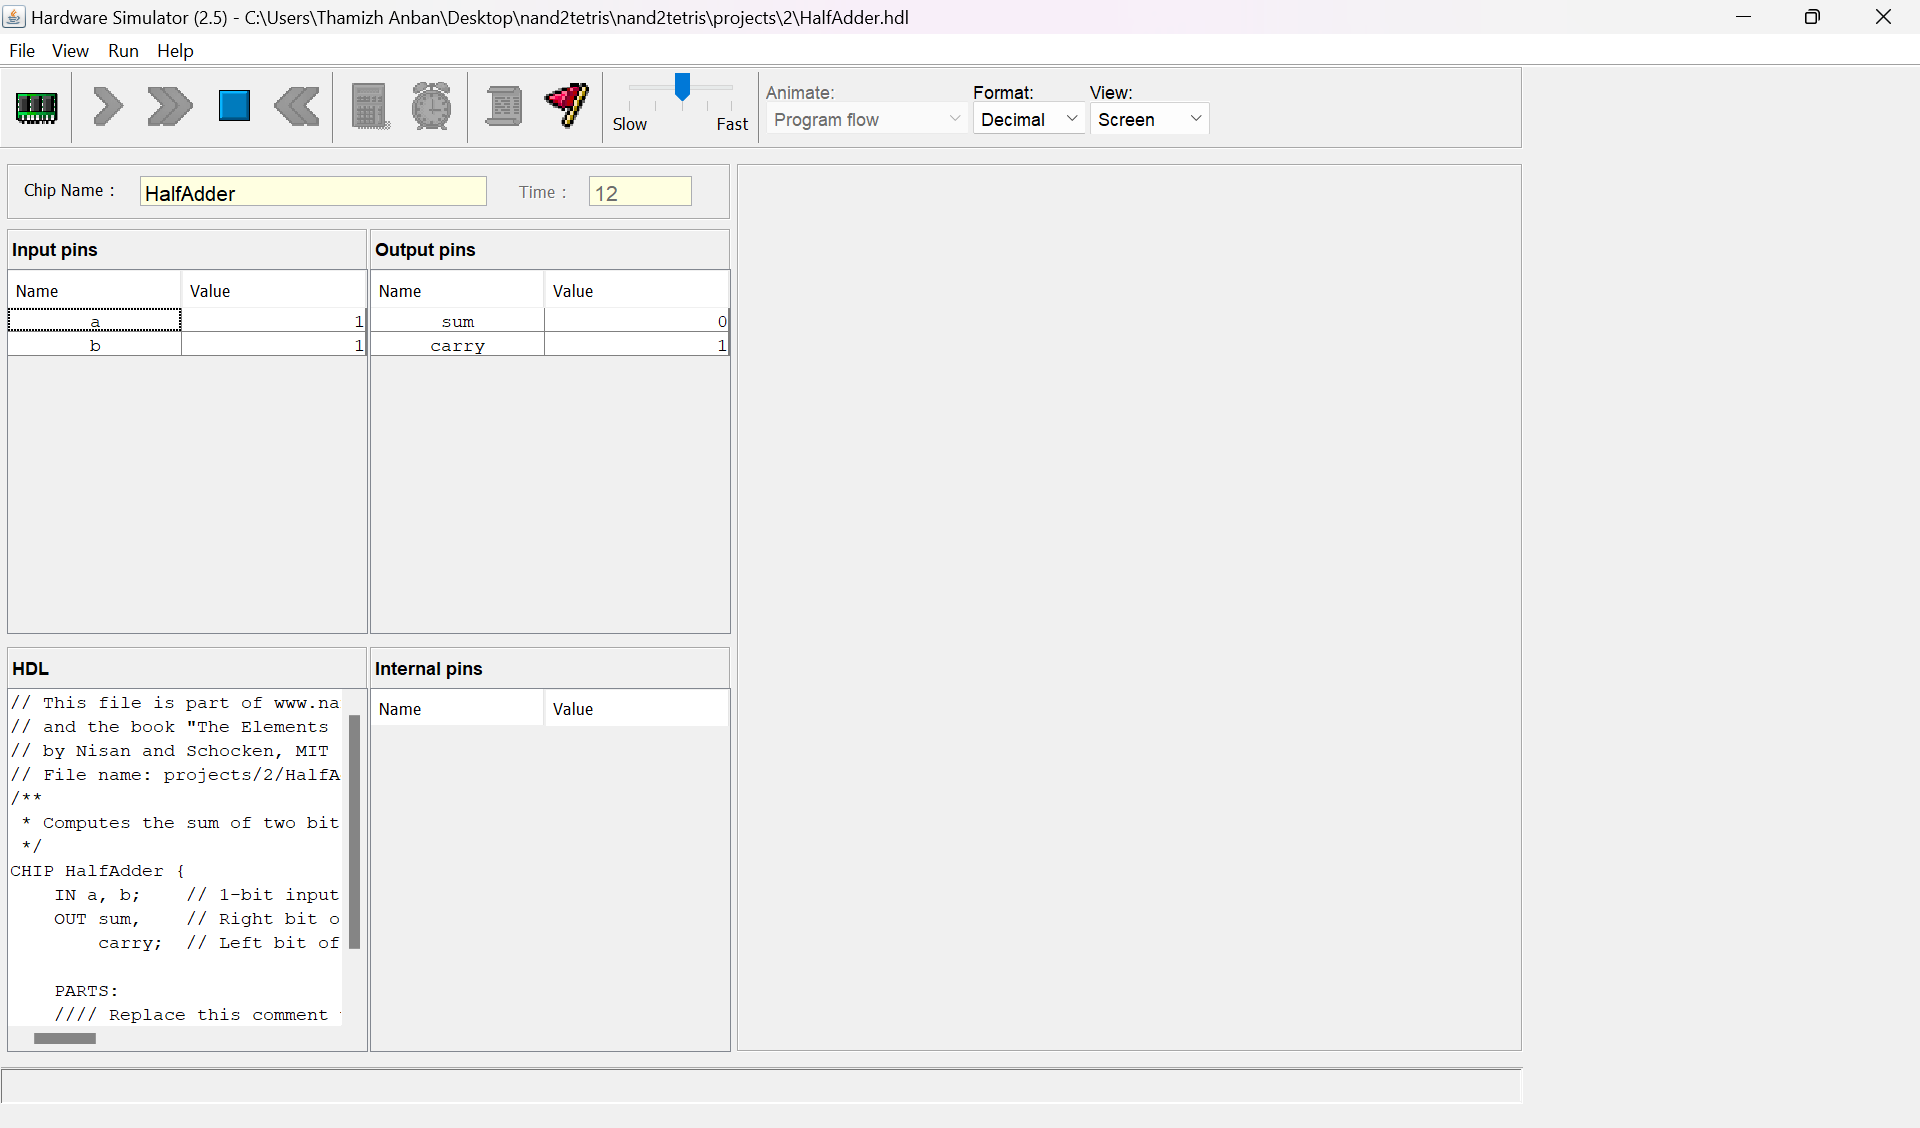 Hardware Simulator (2.5) - C:\Users\Thamizh Anban\Desktop\nand2tetris\nand2tetris\projects\2\HalfAdder.hdl
File View Run Help
Slow Fast
Animate: Format: View:
Program flow Decimal Screen
Chip Name : HalfAdder Time : 12
Input pins Output pins
Name Value Name Value
a 1 sum 0
b 1 carry 1
HDL
// This file is part of www.na
// and the book "The Elements
// by Nisan and Schocken, MIT
// File name: projects/2/HalfA
/**
* Computes the sum of two bit
*/
CHIP HalfAdder {
IN a, b; // 1-bit input
OUT sum, // Right bit o
carry; // Left bit of
PARTS:
//// Replace this comment
Internal pins
Name Value